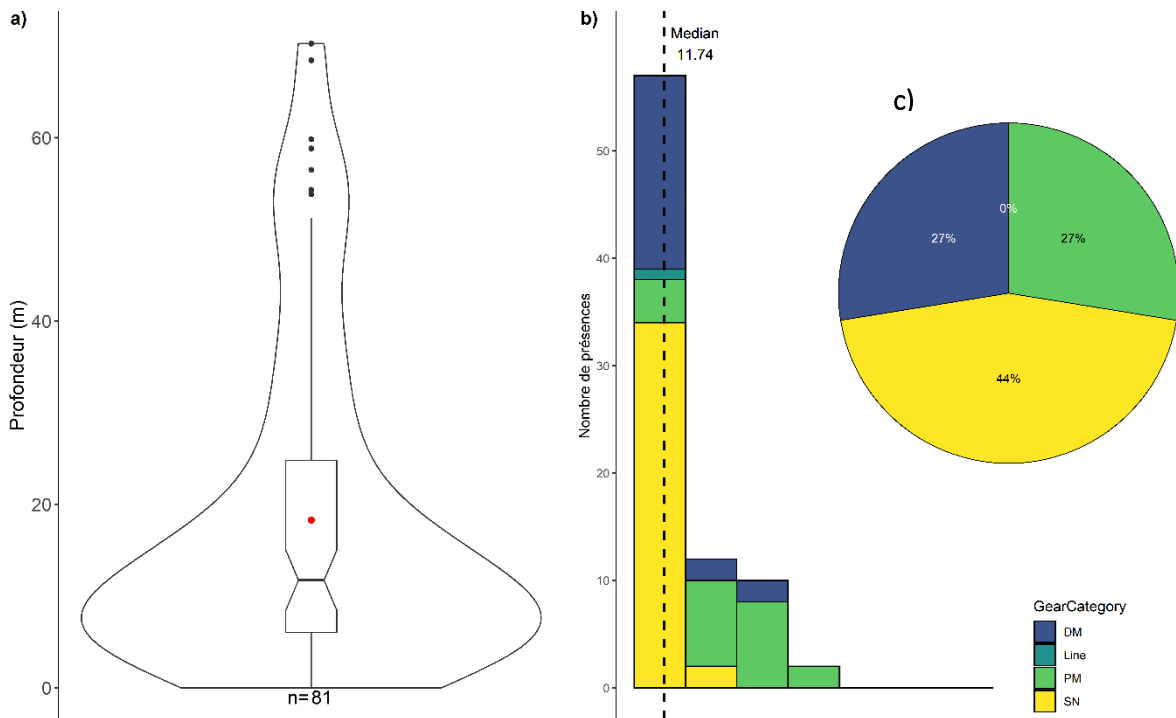 a)
Profondeur (m)
60
40
20
0
n=81
b)
Median
11.74
Nombre de présences
50
40
30
20
10
0
c)
0%
27%
27%
44%
GearCategory
DM
Line
PM
SN